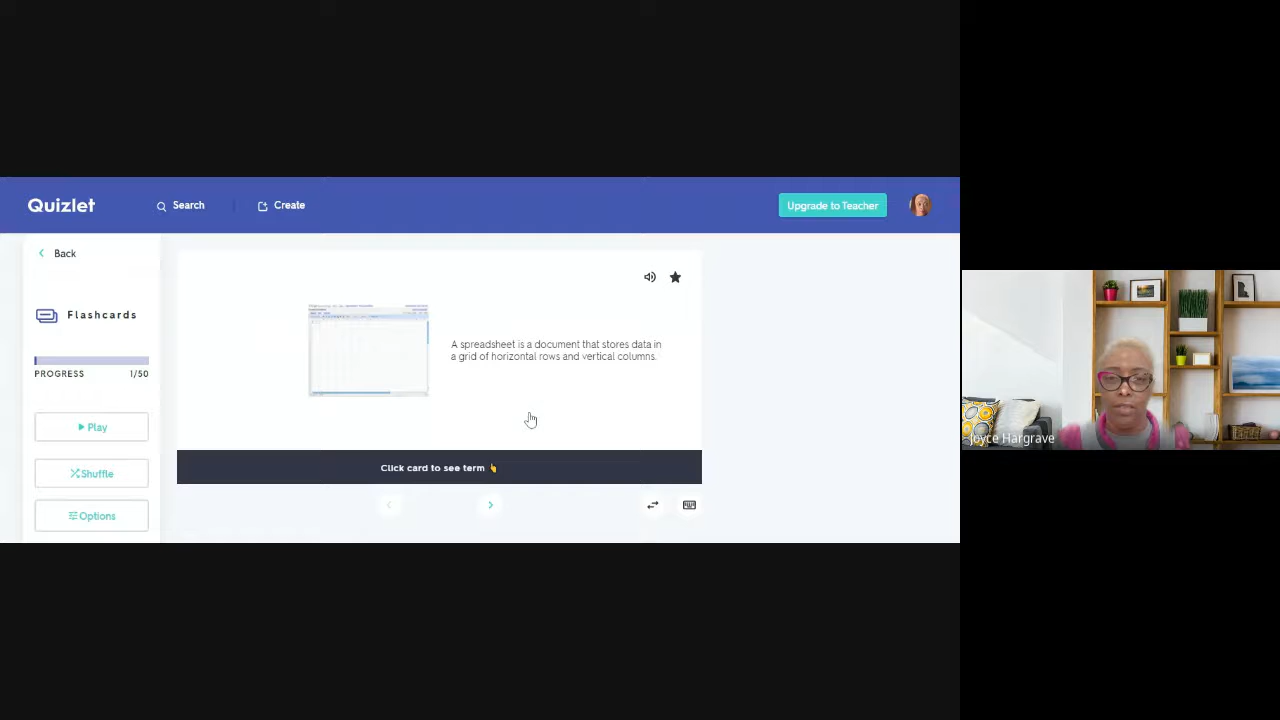 Quizlet
Search
Create
Upgrade to Teacher
Back
Flashcards
PROGRESS 1/50
Play
Shuffle
Options
A spreadsheet is a document that stores data in
a grid of horizontal rows and vertical columns.
Click card to see term
Joyce Hargrave